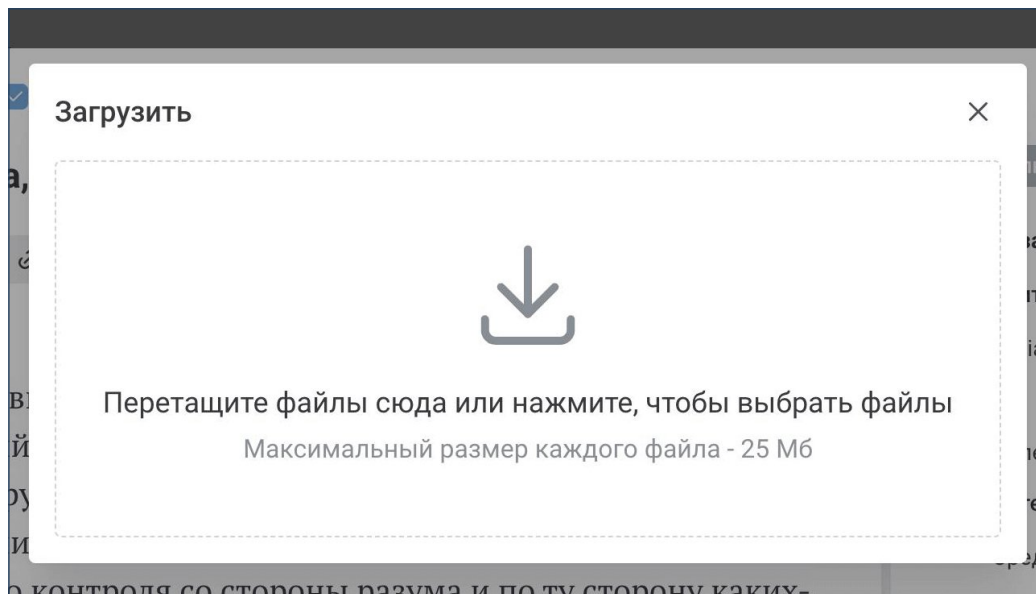 Загрузить
Перетащите файлы сюда или нажмите, чтобы выбрать файлы
Максимальный размер каждого файла - 25 Мб
контроля со стороны разума и по ту сторону каких-